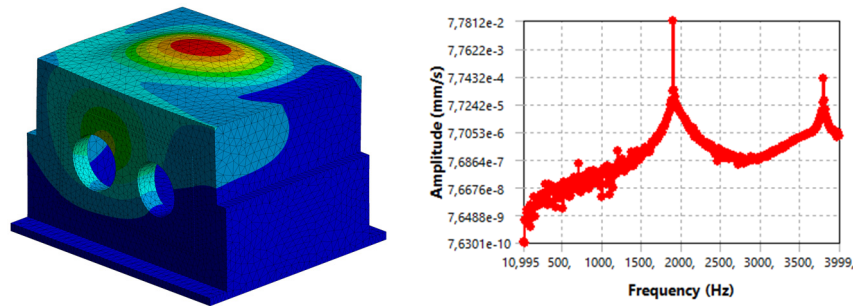 7,7812e-2
7,7622e-3
7,7432e-4
7,7242e-5
7,7053e-6
7,6864e-7
7,6676e-8
7,6488e-9
7,6301e-10
Amplitude (mm/s)
10,995 500, 1000, 1500, 2000, 2500, 3000, 3500, 3999,
Frequency (Hz)